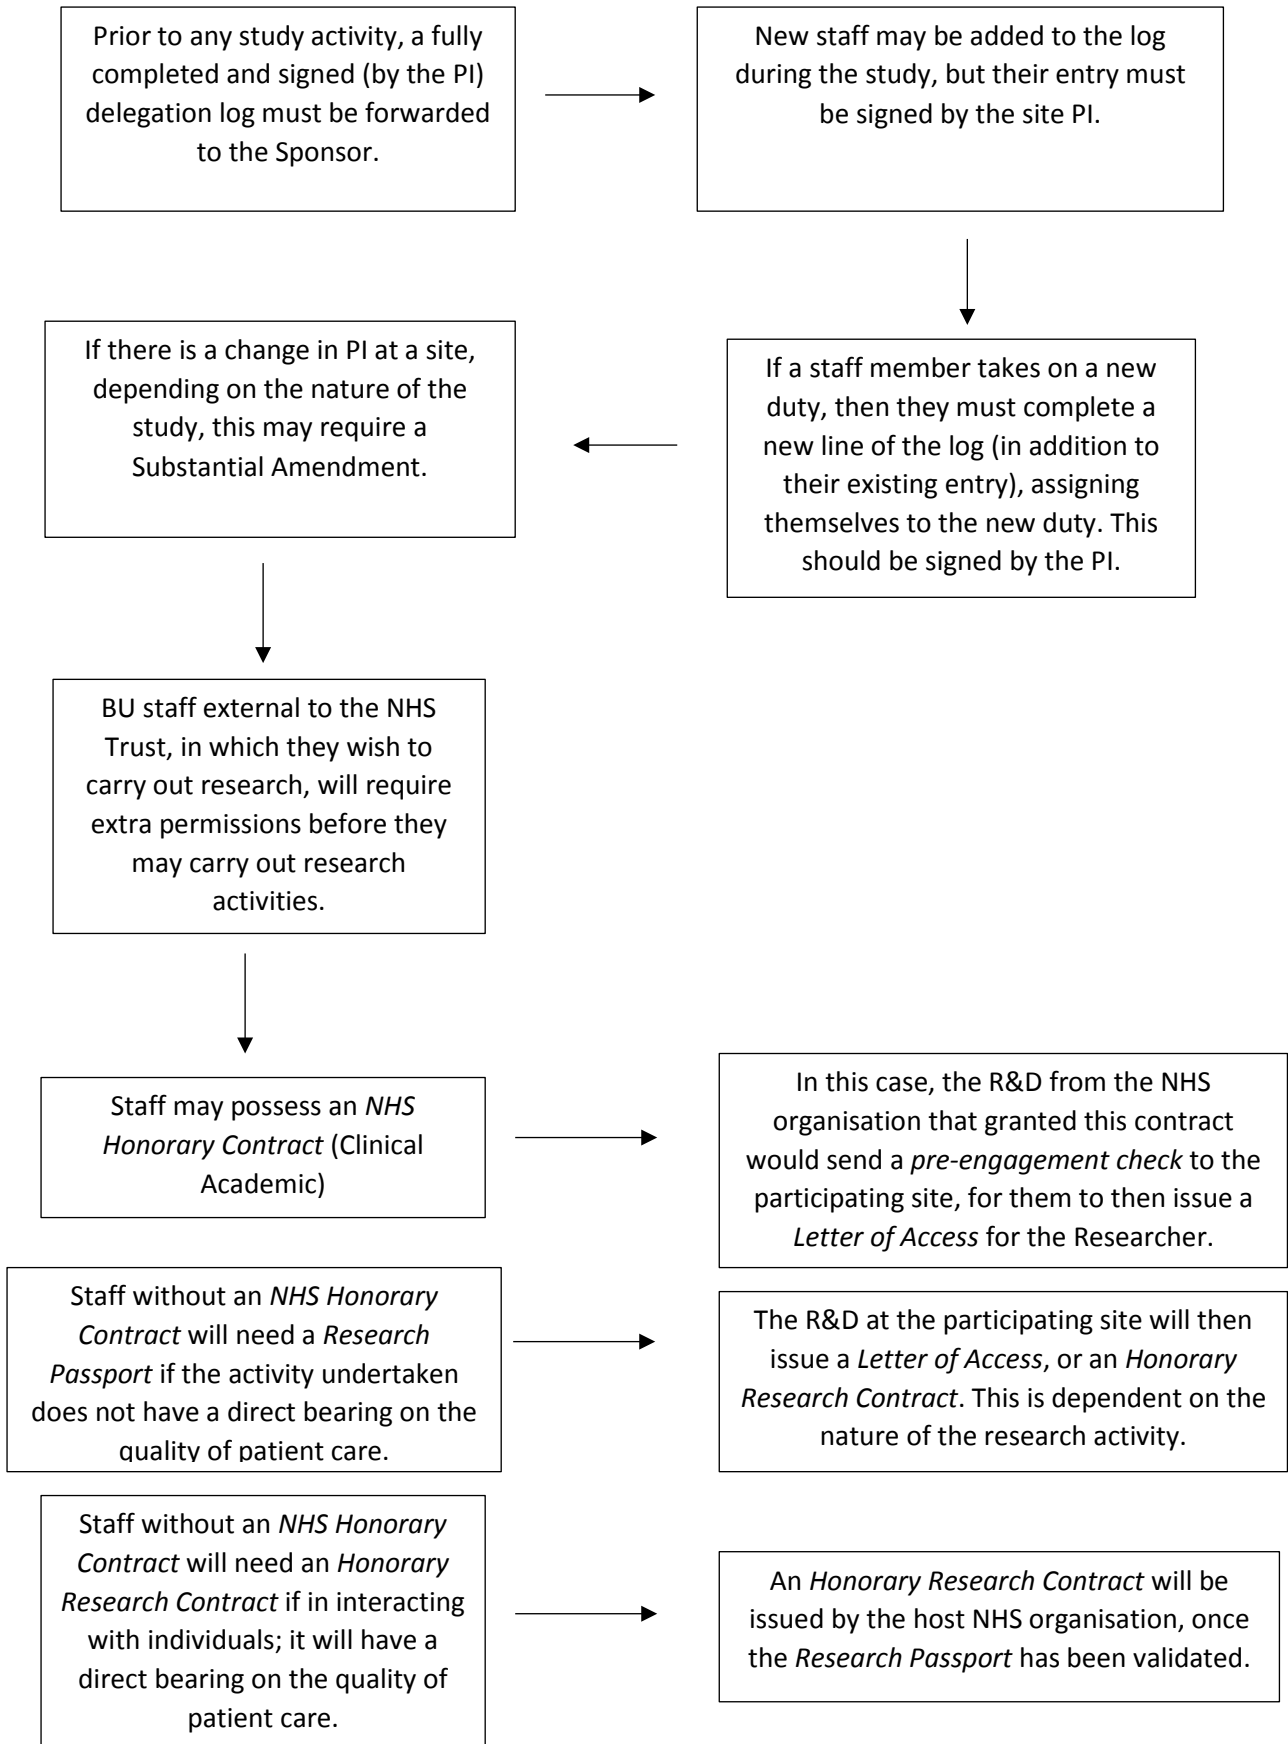 Prior to any study activity, a fully
completed and signed (by the PI)
delegation log must be forwarded
to the Sponsor.
New staff may be added to the log
during the study, but their entry must
be signed by the site PI.
If a staff member takes on a new
duty, then they must complete a
new line of the log (in addition to
their existing entry), assigning
themselves to the new duty. This
should be signed by the PI.
If there is a change in PI at a site,
depending on the nature of the
study, this may require a
Substantial Amendment.
BU staff external to the NHS
Trust, in which they wish to
carry out research, will require
extra permissions before they
may carry out research
activities.
Staff may possess an NHS
Honorary Contract (Clinical
Academic)
In this case, the R&D from the NHS
organisation that granted this contract
would send a pre-engagement check to the
participating site, for them to then issue a
Letter of Access for the Researcher.
Staff without an NHS Honorary
Contract will need a Research
Passport if the activity undertaken
does not have a direct bearing on the
quality of patient care.
The R&D at the participating site will then
issue a Letter of Access, or an Honorary
Research Contract. This is dependent on the
nature of the research activity.
Staff without an NHS Honorary
Contract will need an Honorary
Research Contract if in interacting
with individuals; it will have a
direct bearing on the quality of
patient care.
An Honorary Research Contract will be
issued by the host NHS organisation, once
the Research Passport has been validated.